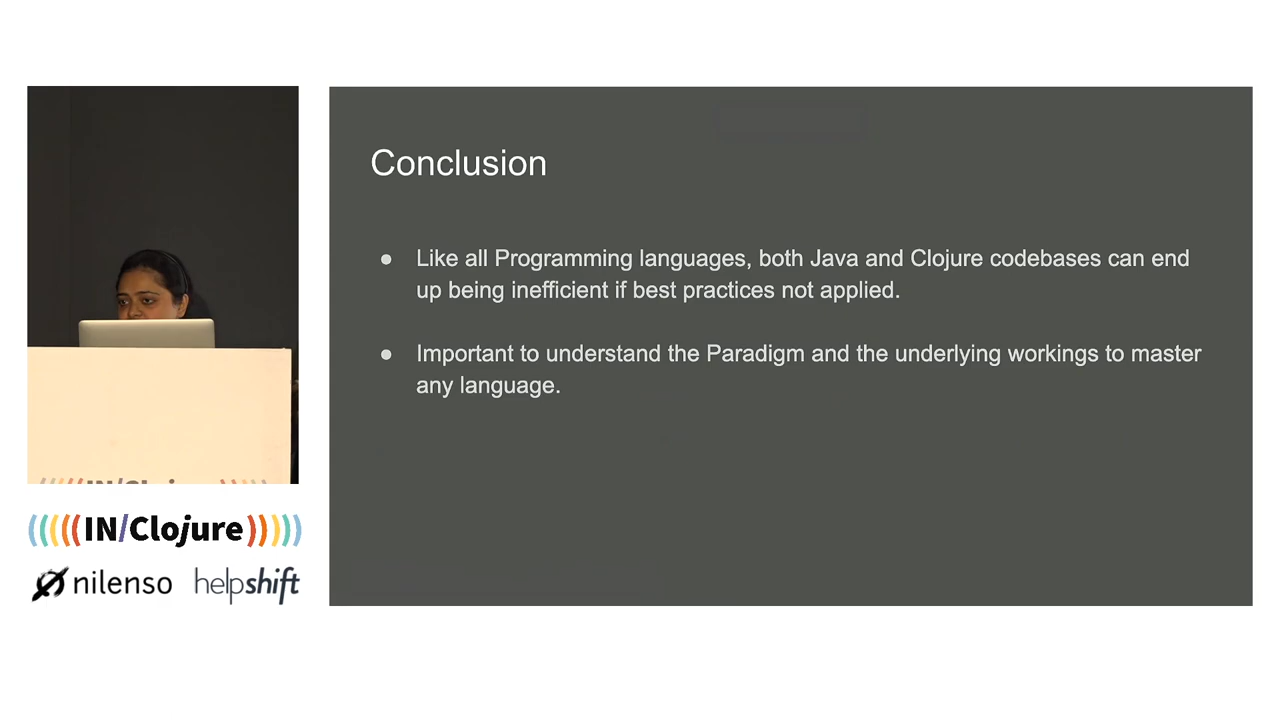 Conclusion
● Like all Programming languages, both Java and Clojure codebases can end
up being inefficient if best practices not applied.
● Important to understand the Paradigm and the underlying workings to master
any language.
((((( IN/Clojure )))))
nilenso helpshift